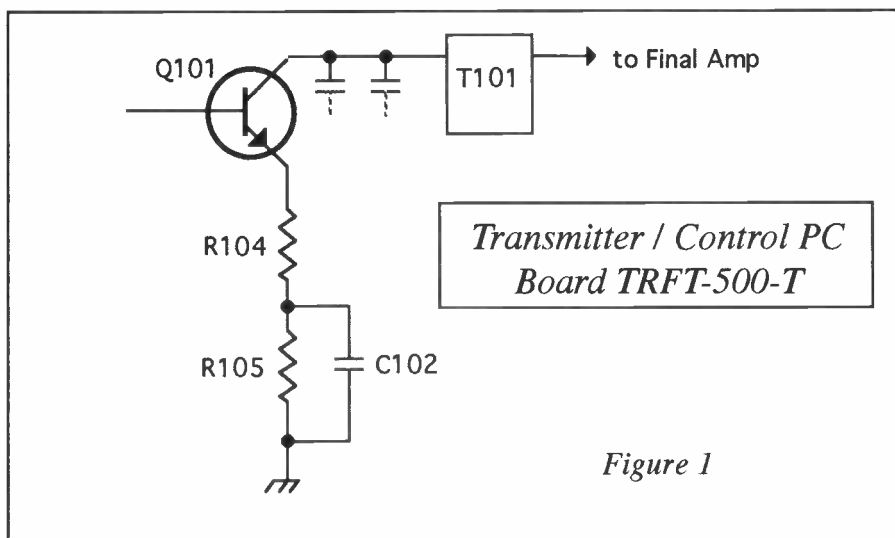 Q101
T101
to Final Amp
R104
Transmitter / Control PC
Board TRFT-500-T
R105
C102
Figure 1